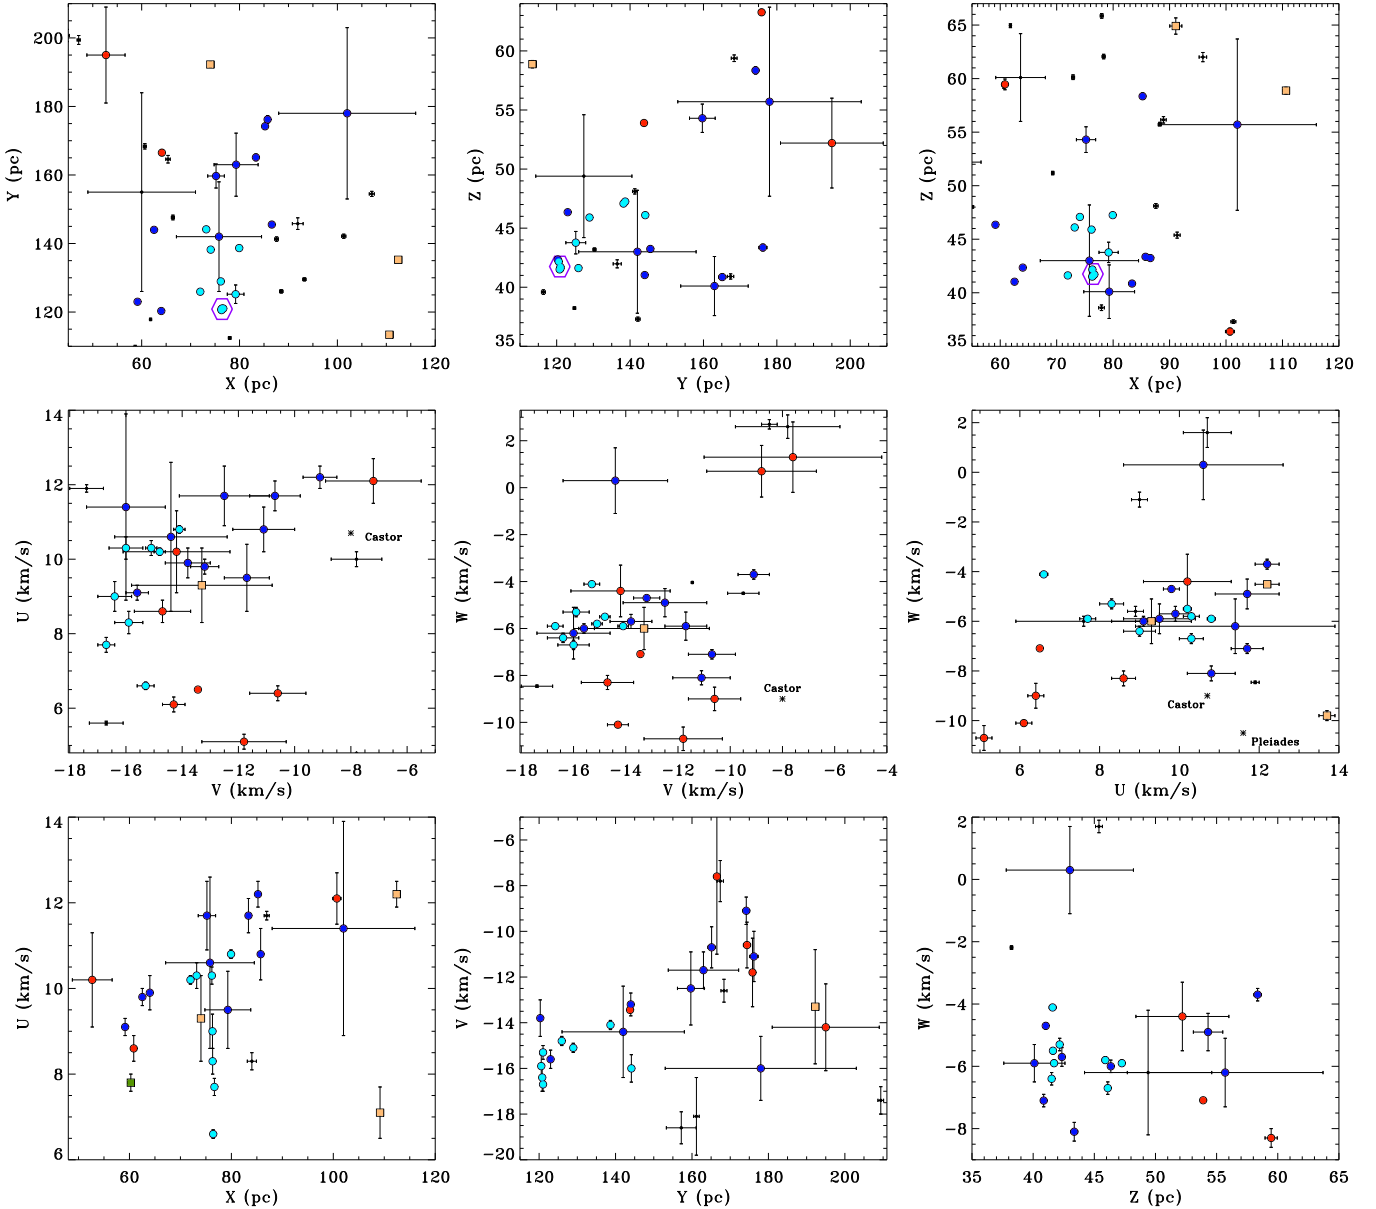 200
180
160
140
120
Y (pc)
60 80 100 120
X (pc)
60
55
50
45
40
35
Z (pc)
120 140 160 180 200
Y (pc)
65
60
55
50
45
40
35
Z (pc)
60 70 80 90 100 110 120
X (pc)
14
12
10
8
6
U (km/s)
Castor
-18 -16 -14 -12 -10 -8 -6
V (km/s)
2
0
-2
-4
-6
-8
-10
W (km/s)
Castor
-18 -16 -14 -12 -10 -8 -6 -4
V (km/s)
2
0
-2
-4
-6
-8
-10
W (km/s)
Castor
Pleiades
6 8 10 12 14
U (km/s)
14
12
10
8
6
U (km/s)
60 80 100 120
X (pc)
-6
-8
-10
-12
-14
-16
-18
-20
V (km/s)
120 140 160 180 200
Y (pc)
2
0
-2
-4
-6
-8
W (km/s)
35 40 45 50 55 60 65
Z (pc)